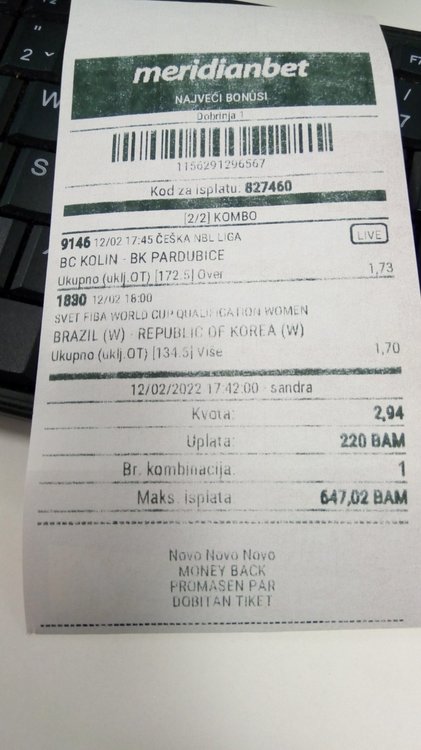 meridianbet
NAJVEĆI BONUSI
Dobrinja 1
1156291296567
Kod za isplatu: 827460
[2/2] KOMBO
9146 12/02 17:45 ČEŠKA NBL LIGA LIVE
BC KOLIN - BK PARDUBICE
Ukupno (uklj.OT) [172.5] Over 1,73
1830 12/02 18:00
SVET FIBA WORLD CUP QUALIFICATION WOMEN
BRAZIL (W) - REPUBLIC OF KOREA (W)
Ukupno (uklj.OT) [134.5] Više 1,70
12/02/2022 17:42:00 - sandra
Kvota: 2,94
Uplata: 220 BAM
Br. kombinacija: 1
Maks. isplata 647,02 BAM
Novo Novo Novo
MONEY BACK
PROMAŠEN PAR
DOBITAN TIKET
W
S
2
7